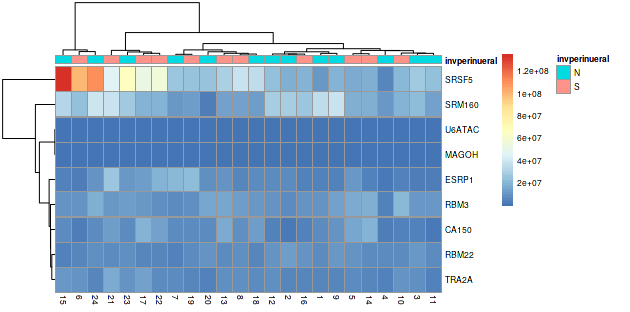 invperinueral
SRSF5
SRM160
U6ATAC
MAGOH
ESRP1
RBM3
CA150
RBM22
TRA2A
15 6 24 21 23 17 22 7 19 20 13 8 18 12 2 16 1 9 5 14 4 10 3 11
1.2e+08
1e+08
8e+07
6e+07
4e+07
2e+07
invperinueral
N
S